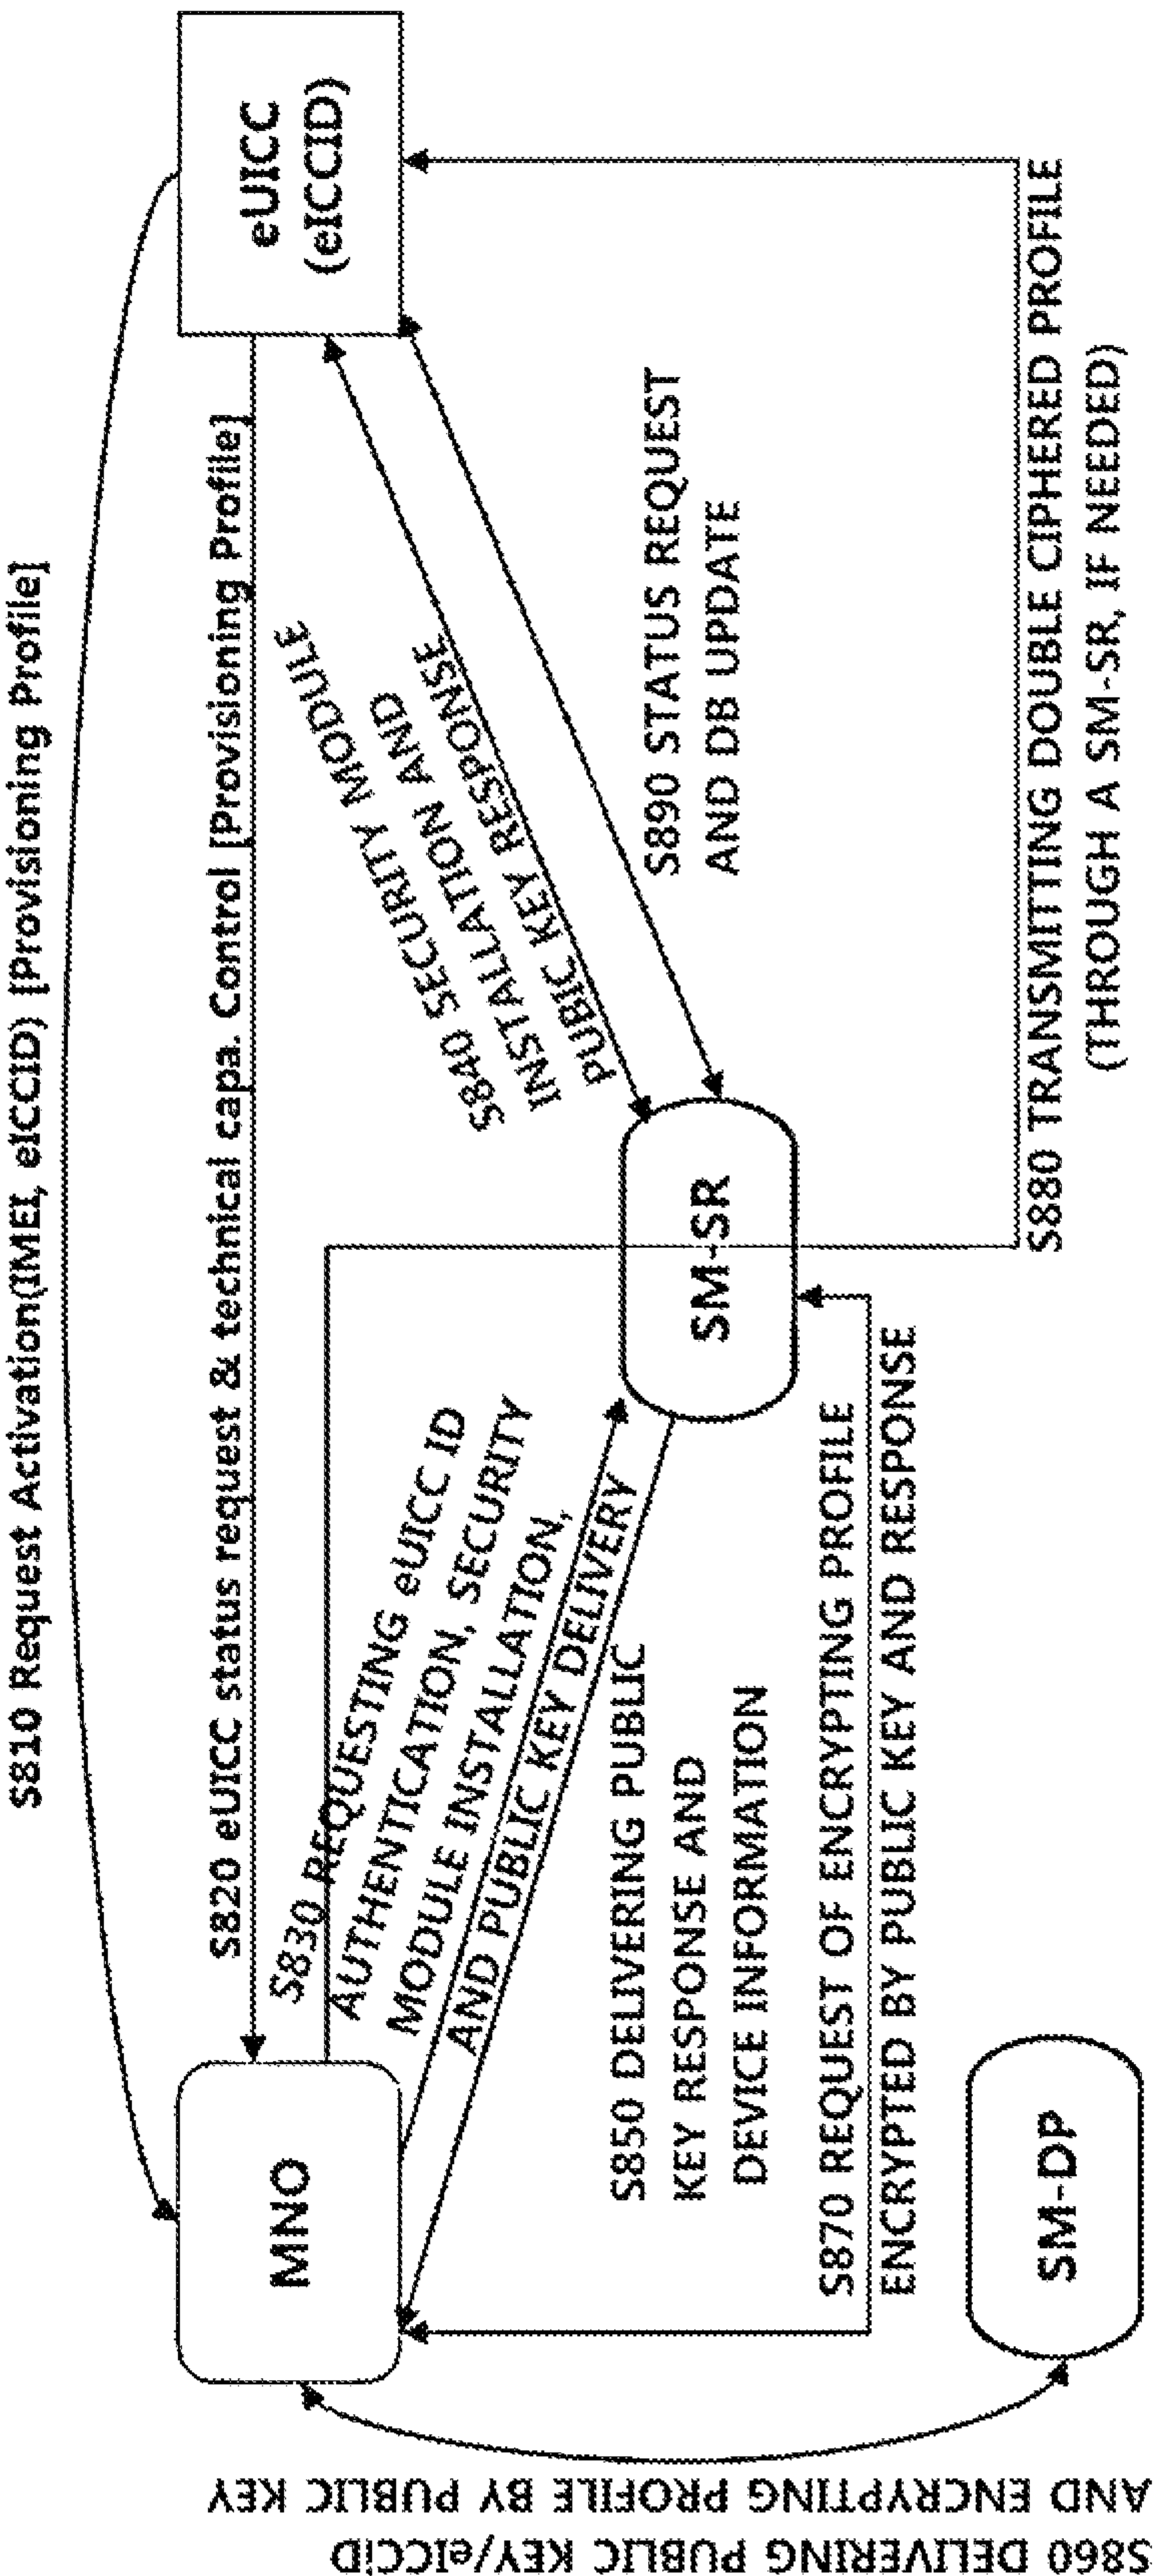 S810 Request Activation(IMEI, eICCID) [Provisioning Profile]
S820 eUICC status request & technical capa. Control [Provisioning Profile]
MNO
eUICC
(eICCID)
S830 REQUESTING eUICC ID
AUTHENTICATION, SECURITY
MODULE INSTALLATION,
AND PUBLIC KEY DELIVERY
S840 SECURITY MODULE
INSTALLATION AND
PUBIC KEY RESPONSE
S850 DELIVERING PUBLIC
KEY RESPONSE AND
DEVICE INFORMATION
SM-SR
S890 STATUS REQUEST
AND DB UPDATE
S870 REQUEST OF ENCRYPTING PROFILE
ENCRYPTED BY PUBLIC KEY AND RESPONSE
SM-DP
S880 TRANSMITTING DOUBLE CIPHERED PROFILE
(THROUGH A SM-SR, IF NEEDED)
S860 DELIVERING PUBLIC KEY/eICCiD
AND ENCRYPTING PROFILE BY PUBLIC KEY